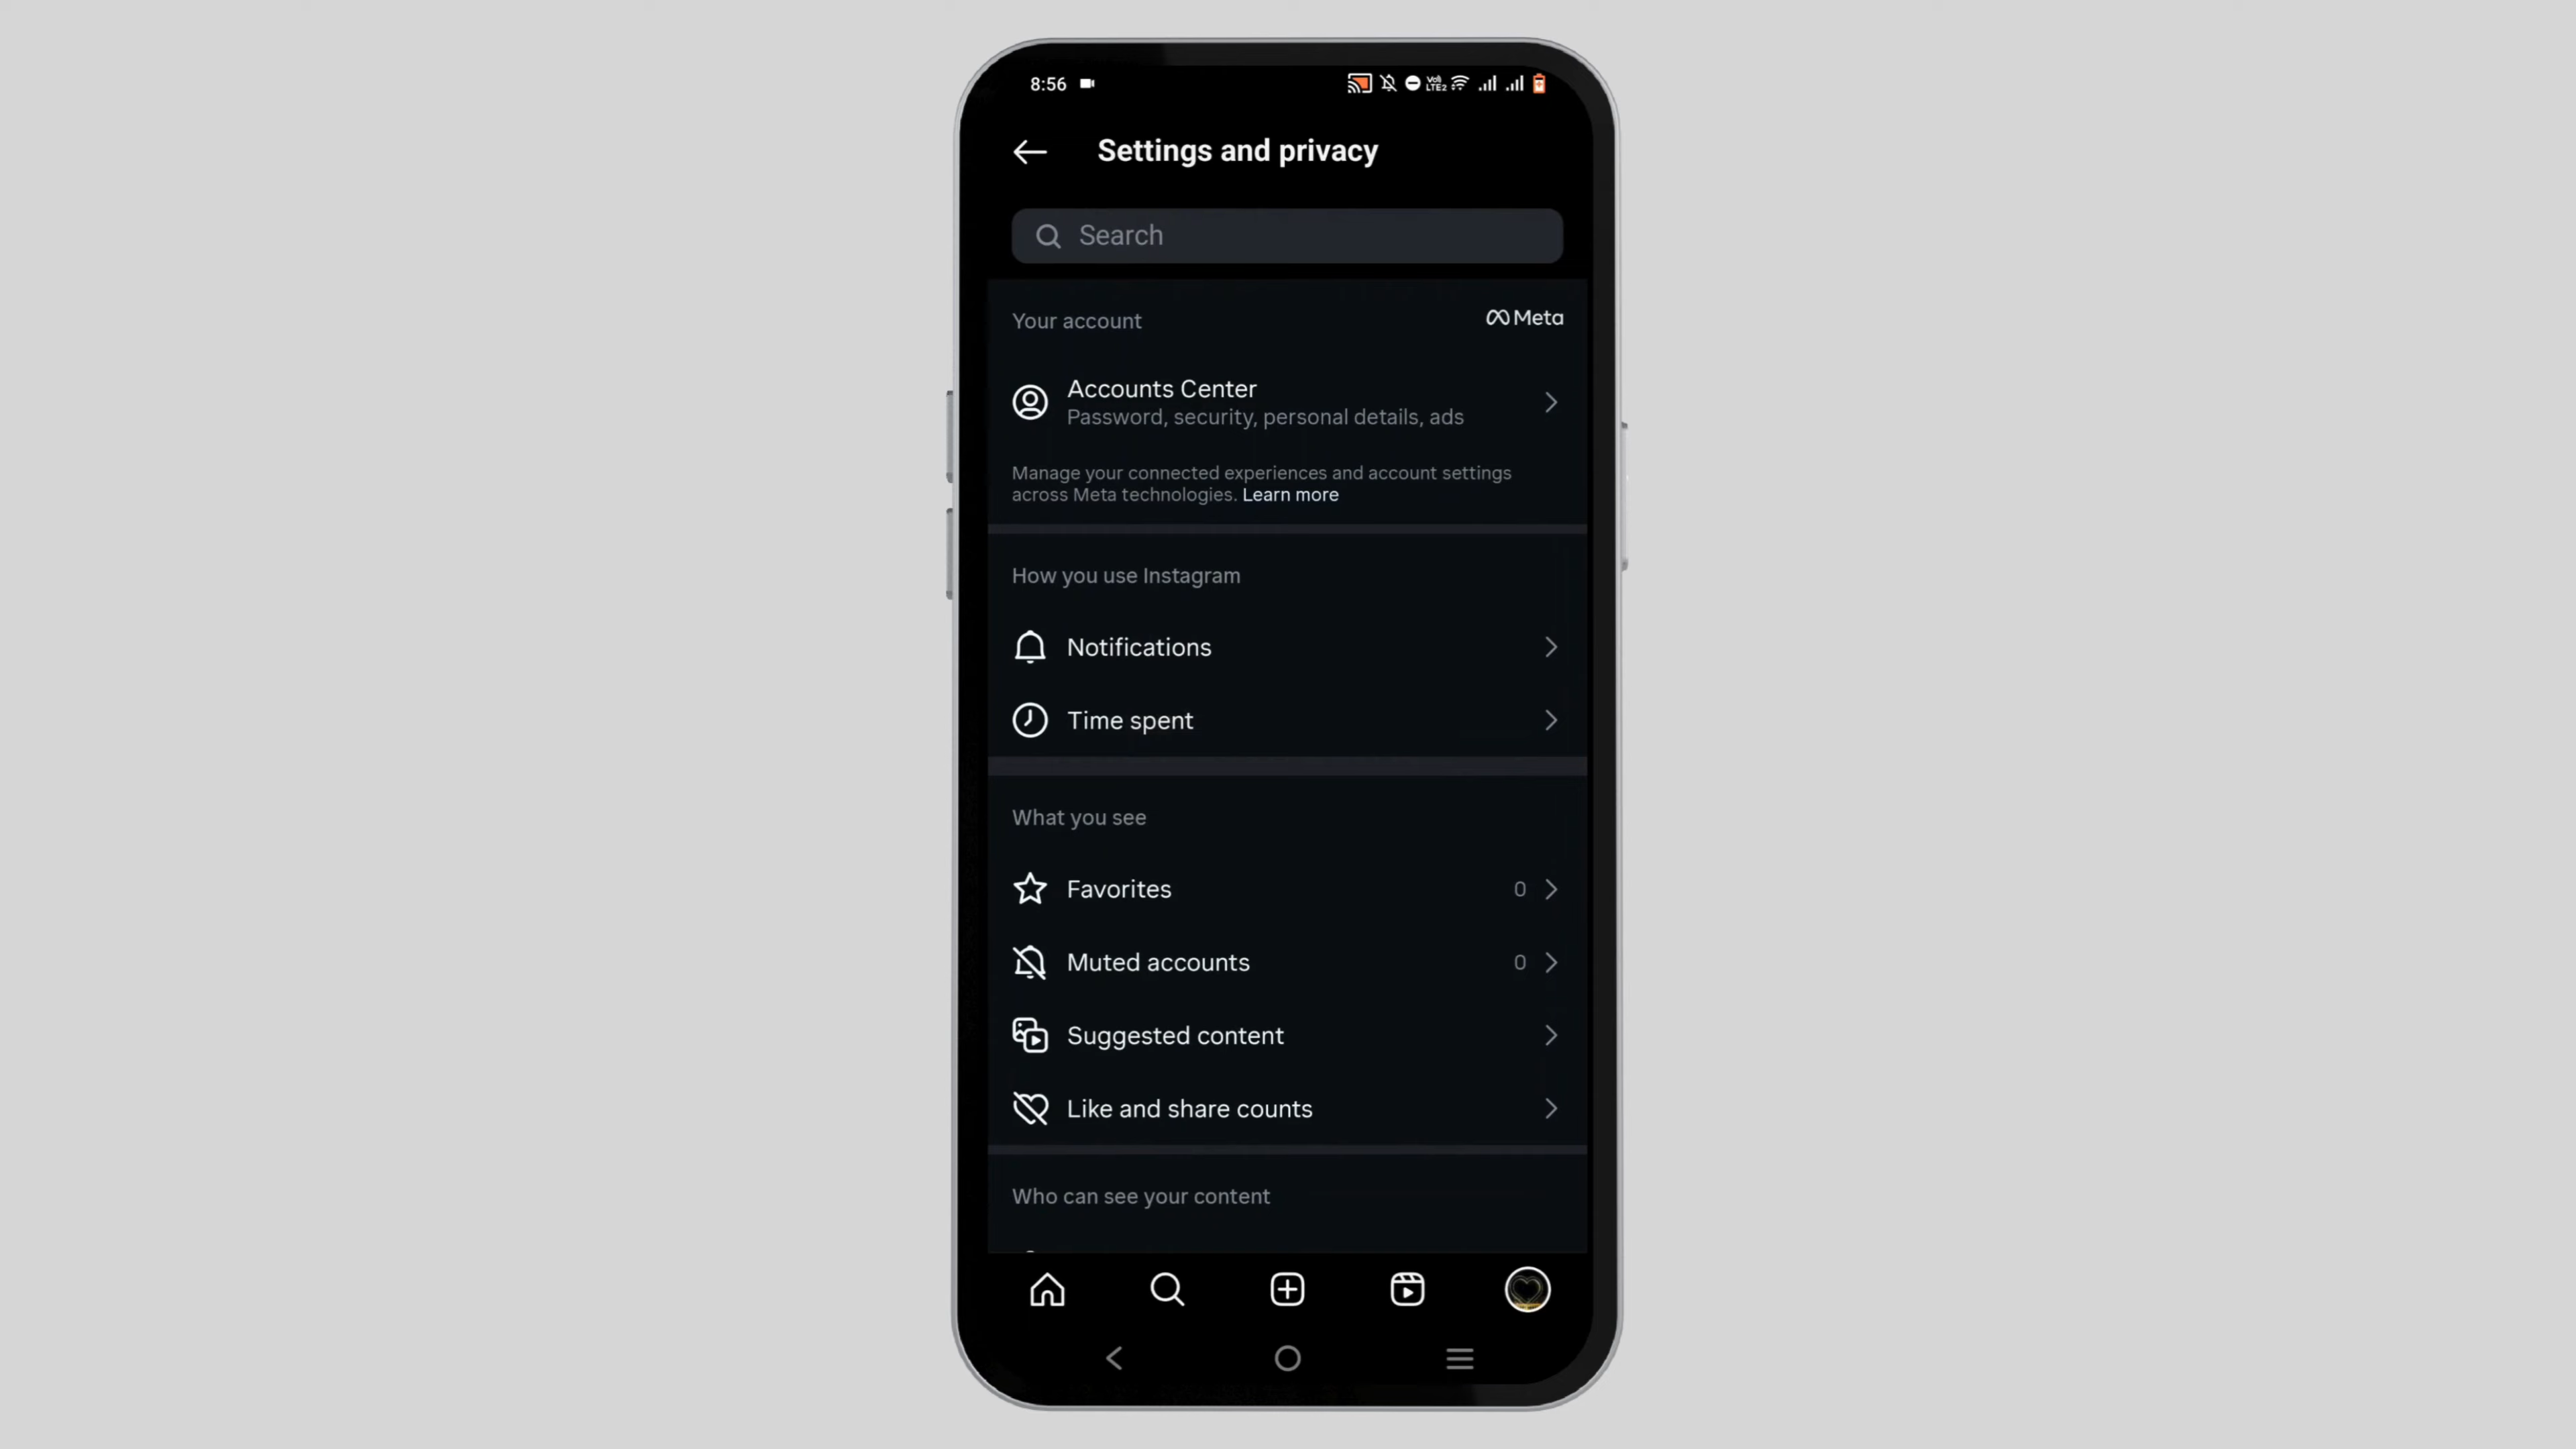 8:56
Vo)) LTE2
Settings and privacy
Search
Your account
Meta
Accounts Center
Password, security, personal details, ads
Manage your connected experiences and account settings
across Meta technologies. Learn more
How you use Instagram
Notifications
Time spent
What you see
Favorites 0
Muted accounts 0
Suggested content
Like and share counts
Who can see your content